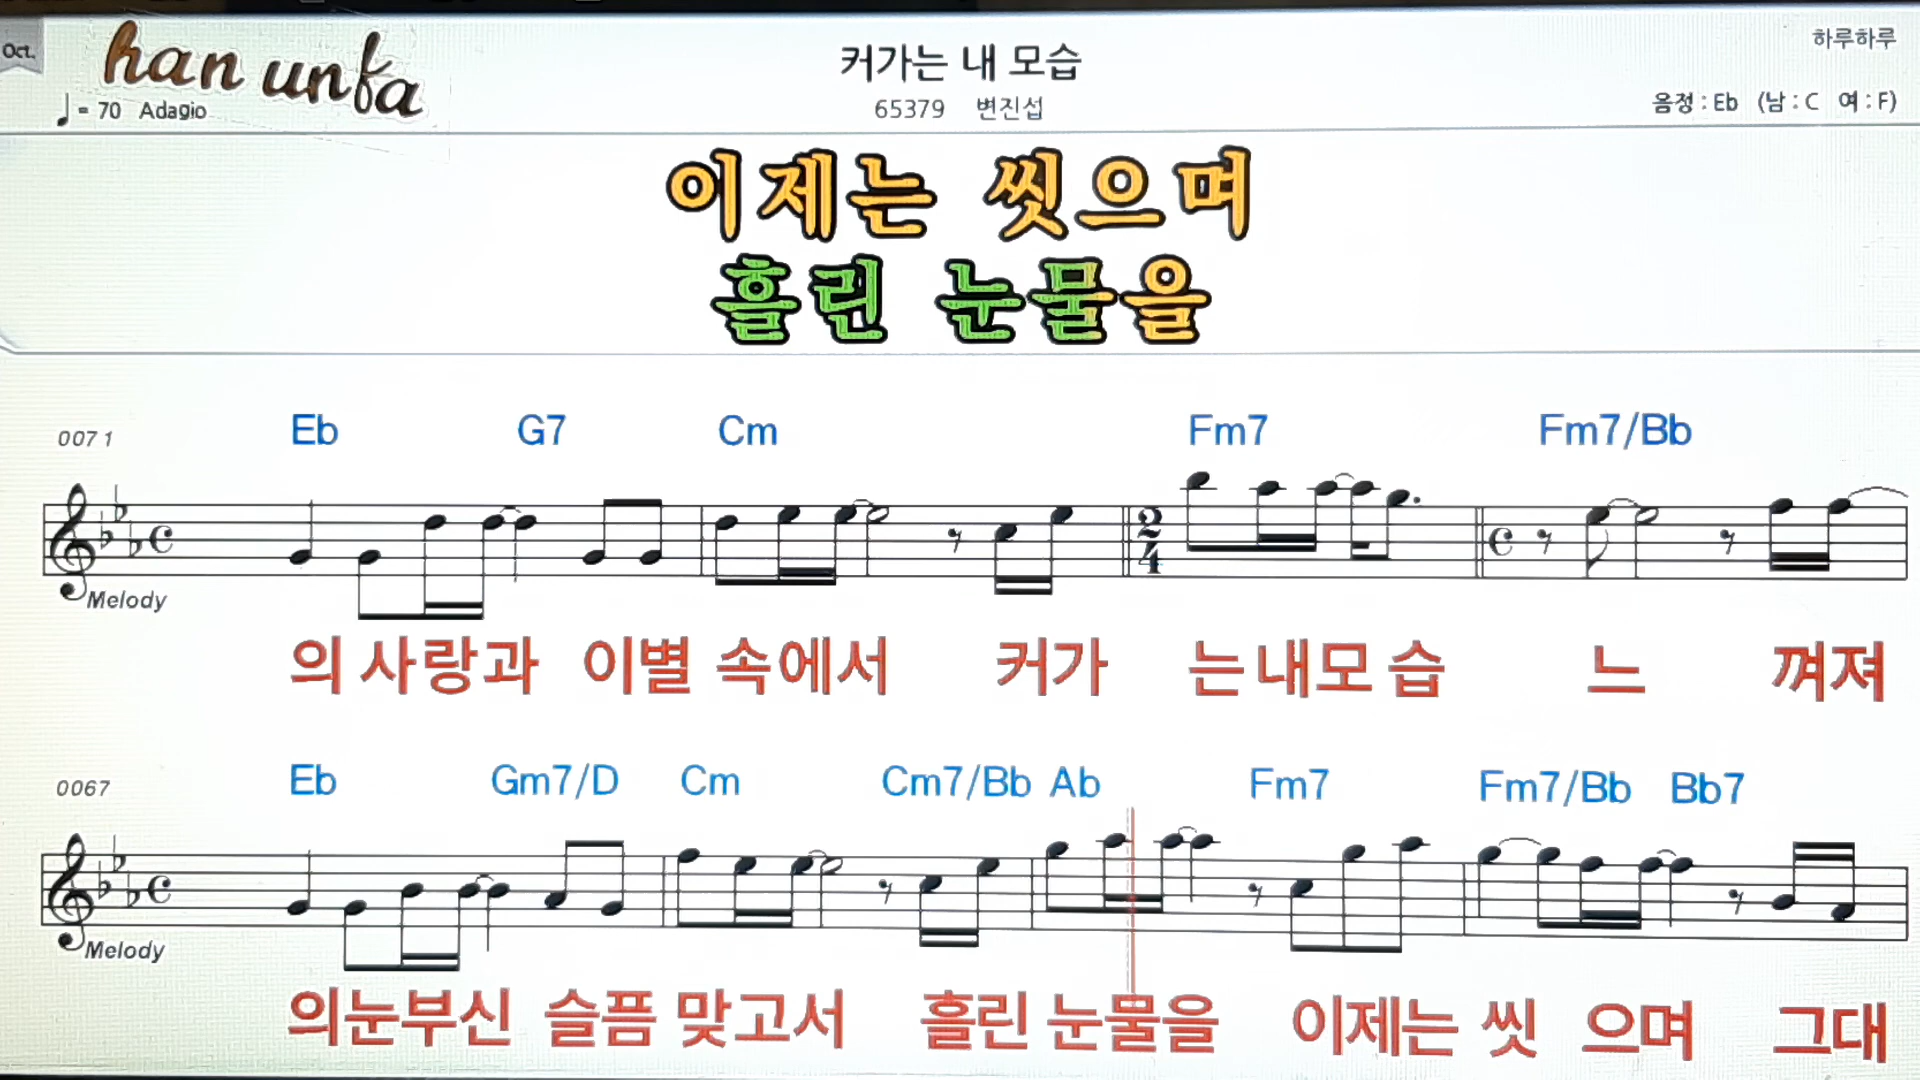 Oct.
han unfa
♩= 70 Adagio
커가는 내 모습
65379 변진섭
하루하루
음정 : Eb (남 : C 여 : F)
이제는 씻으며
흘린 눈물을
0071
Eb G7 Cm Fm7 Fm7/Bb
2
4
Melody
의 사랑과 이별 속에서 커가 는내모습 느 껴져
0067
Eb Gm7/D Cm Cm7/Bb Ab Fm7 Fm7/Bb Bb7
Melody
의눈부신 슬픔 맞고서 흘린 눈물을 이제는 씻 으며 그대